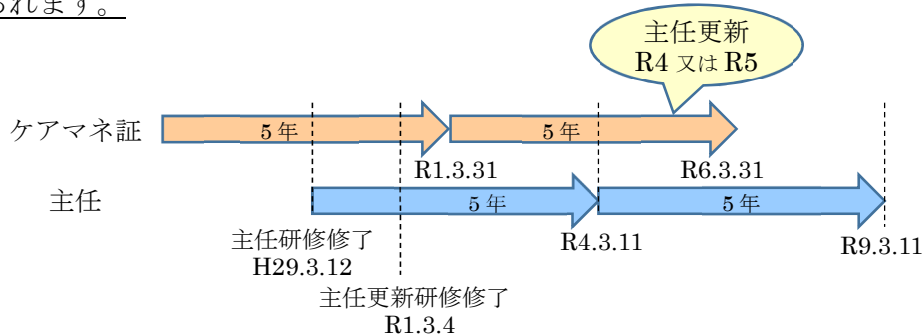 られます。
主任更新
R4 又は R5
ケアマネ証
5 年
5 年
R1.3.31
R6.3.31
主任
5 年
5 年
R4.3.11
R9.3.11
主任研修修了
H29.3.12
主任更新研修修了
R1.3.4